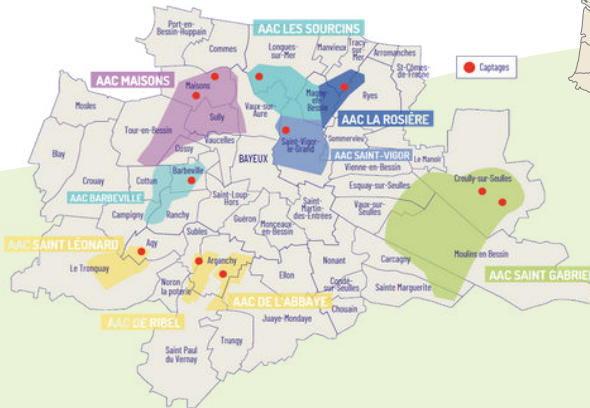 Port-en-
Bessin-Huppain
AAC LES SOURCINS
Commes
Longues-
sur-Mer
Manvieux
Tracy
sur
Mer
Arromanches
St-Cômes-
de-Fresne
Captages
AAC MAISONS
Maisons
Mosles
Sully
Vaux-sur-
Aure
Magny-
en-
Bessin
Ryes
AAC LA ROSIÈRE
Tour-en-Bessin
Vaucelles
Saint-Vigor-
le-Grand
Sommervieu
Blay
Cussy
BAYEUX
AAC SAINT-VIGOR
Le Manoir
Vienne-en-Bessin
Crouay
Cottun
Barbeville
Esquay-sur-Seulles
Creully-sur-Seulles
AAC BARBEVILLE
Saint-Loup-
Hors
Saint-
Martin-
des-Entrées
Vaux-sur-
Seulles
Campigny
Ranchy
Guéron
Monceaux-
en-Bessin
Subles
AAC SAINT LÉONARD
Agy
Arganchy
Nonant
Carcagny
Moulins en Bessin
Le Tronquay
Ellon
Condé-
sur-Seulles
Sainte Marguerite
AAC SAINT GABRIEL
Noron
la poterie
AAC DE L'ABBAYE
Chouain
AAC DE RIBEL
Juaye-Mondaye
Trungy
Saint Paul
du Vernay